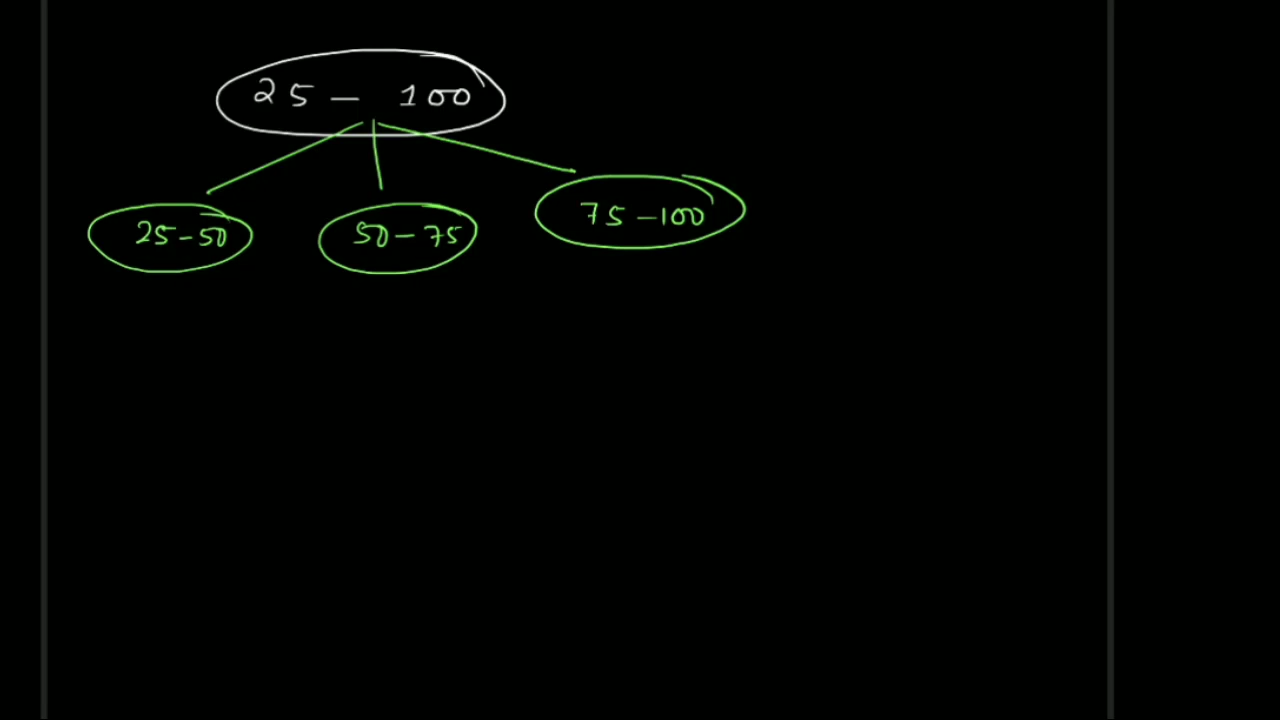 25 – 100
25 – 50
50 – 75
75 – 100